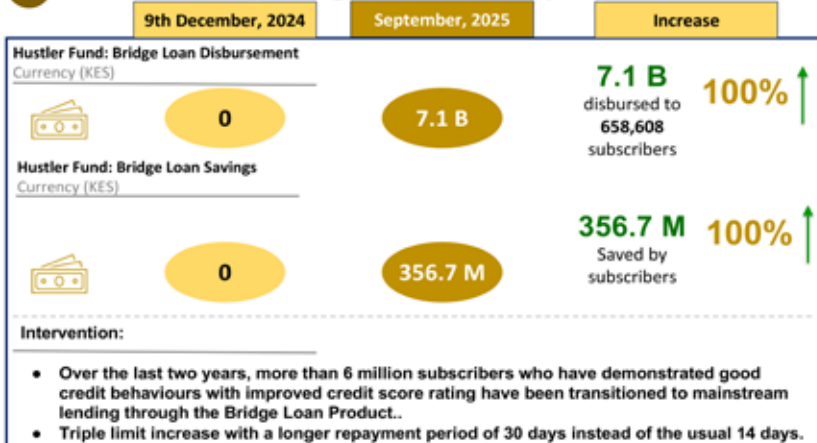 9th December, 2024
September, 2025
Increase
Hustler Fund: Bridge Loan Disbursement
Currency (KES)
0
7.1 B
7.1 B
disbursed to
658,608
subscribers
100%
Hustler Fund: Bridge Loan Savings
Currency (KES)
0
356.7 M
356.7 M
Saved by
subscribers
100%
Intervention:
• Over the last two years, more than 6 million subscribers who have demonstrated good
credit behaviours with improved credit score rating have been transitioned to mainstream
lending through the Bridge Loan Product..
• Triple limit increase with a longer repayment period of 30 days instead of the usual 14 days.